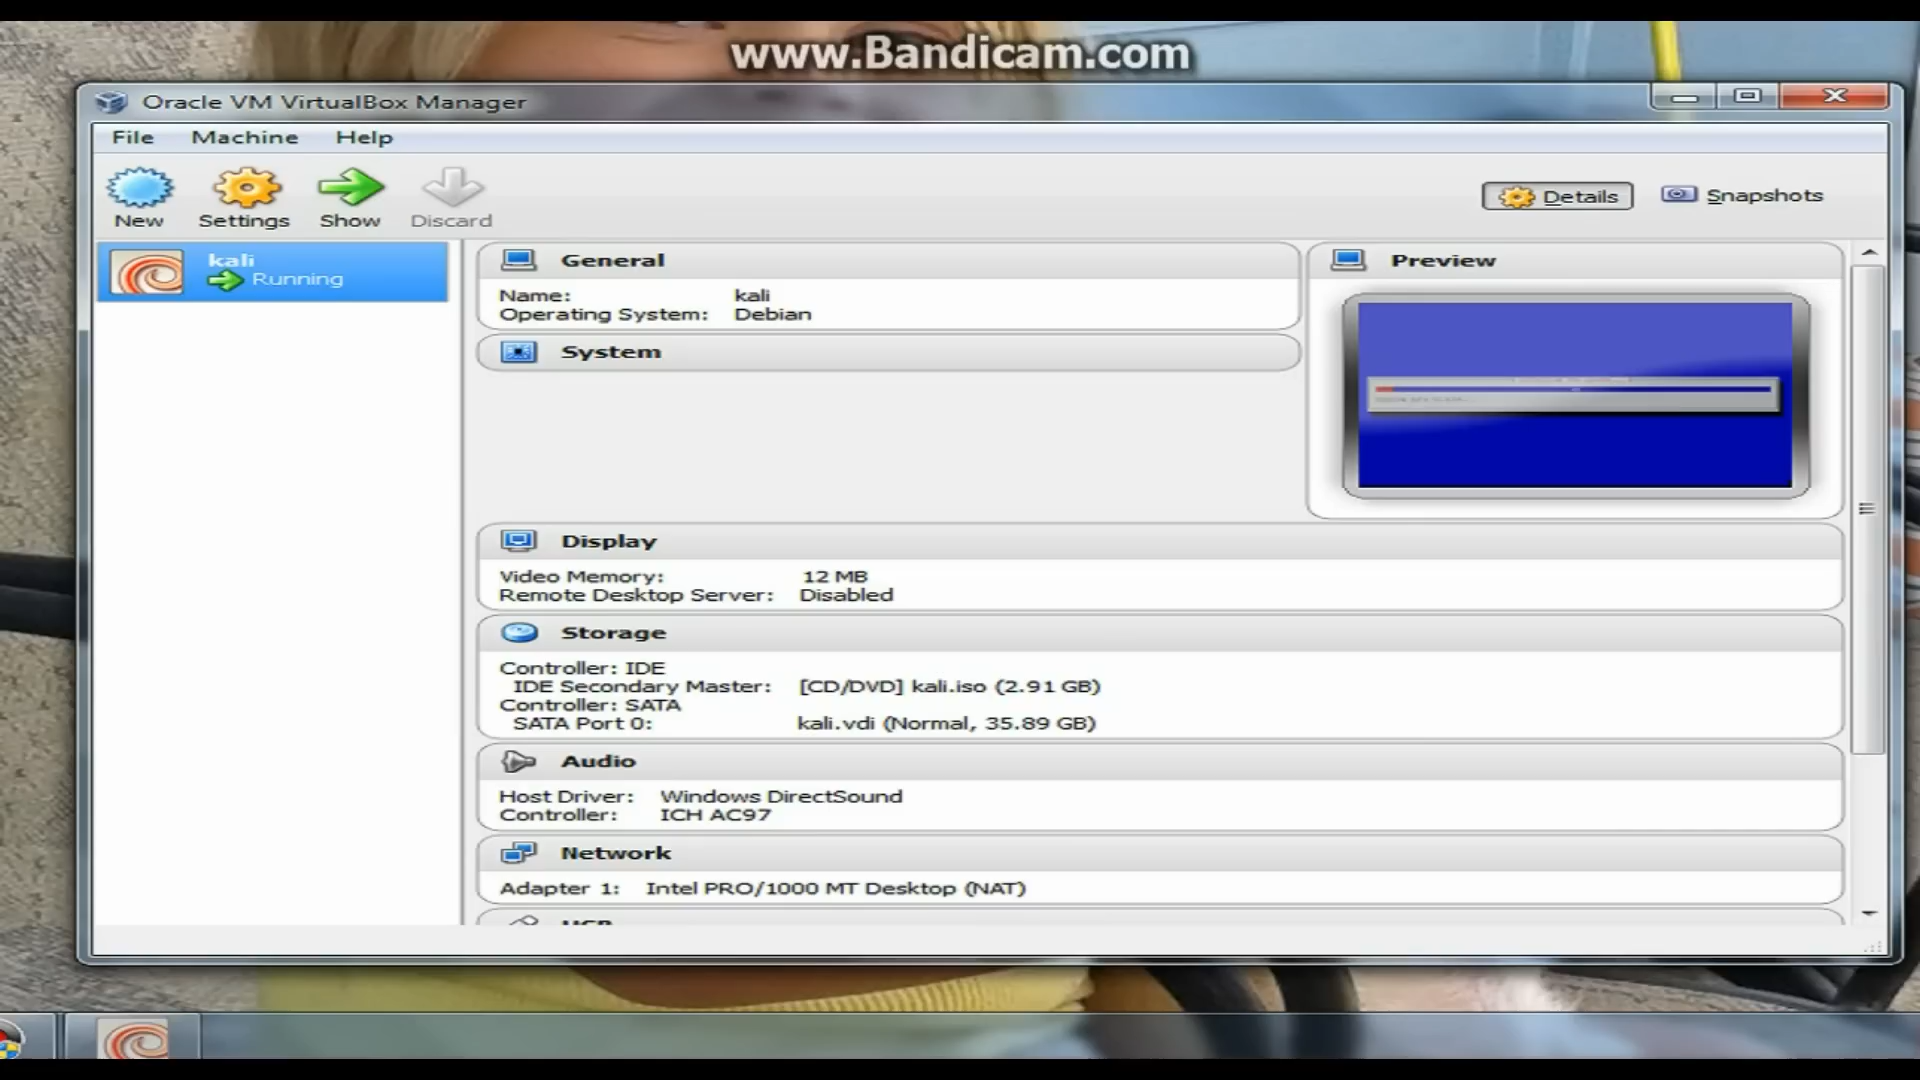 www.Bandicam.com
Oracle VM VirtualBox Manager
File Machine Help
New Settings Show Discard
Details Snapshots
kali
Running
General
Name: kali
Operating System: Debian
System
Preview
Display
Video Memory: 12 MB
Remote Desktop Server: Disabled
Storage
Controller: IDE
IDE Secondary Master: [CD/DVD] kali.iso (2.91 GB)
Controller: SATA
SATA Port 0: kali.vdi (Normal, 35.89 GB)
Audio
Host Driver: Windows DirectSound
Controller: ICH AC97
Network
Adapter 1: Intel PRO/1000 MT Desktop (NAT)